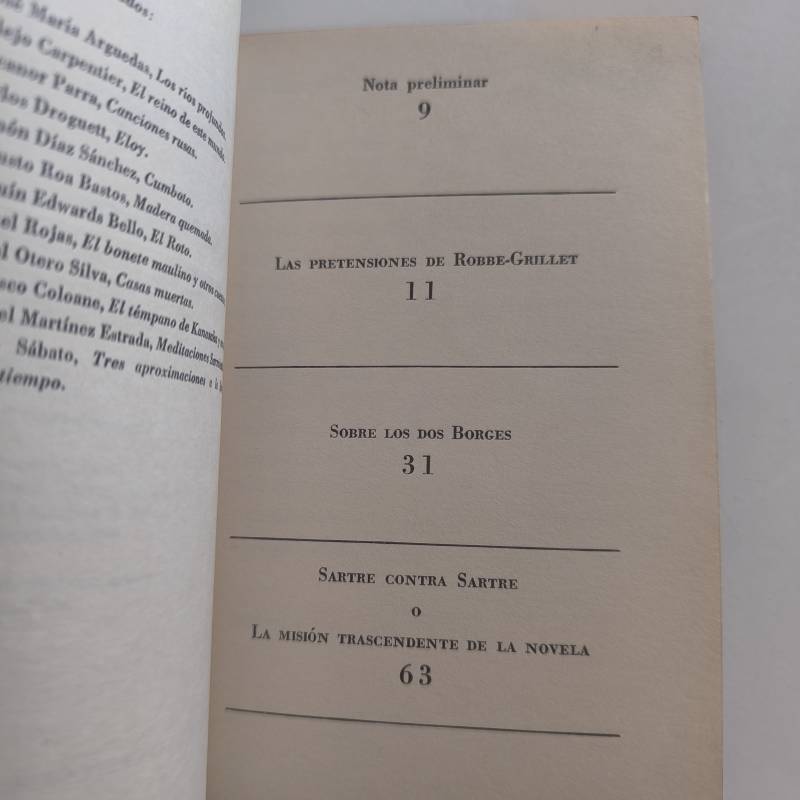 dos:
María Arguedas, Los ríos profundos.
Carpentier, El reino de este mundo.
Parra, Canciones rusas.
Droguett, Eloy.
Díaz Sánchez, Cumboto.
Roa Bastos, Madera quemada.
Edwards Bello, El Roto.
Rojas, El bonete maulino y otros
Otero Silva, Casas muertas.
Coloane, El témpano de
Martínez Estrada, Meditaciones
Sábato, Tres aproximaciones a la
tiempo.
Nota preliminar
9
Las pretensiones de Robbe-Grillet
11
Sobre los dos Borges
31
Sartre contra Sartre
o
La misión trascendente de la novela
63